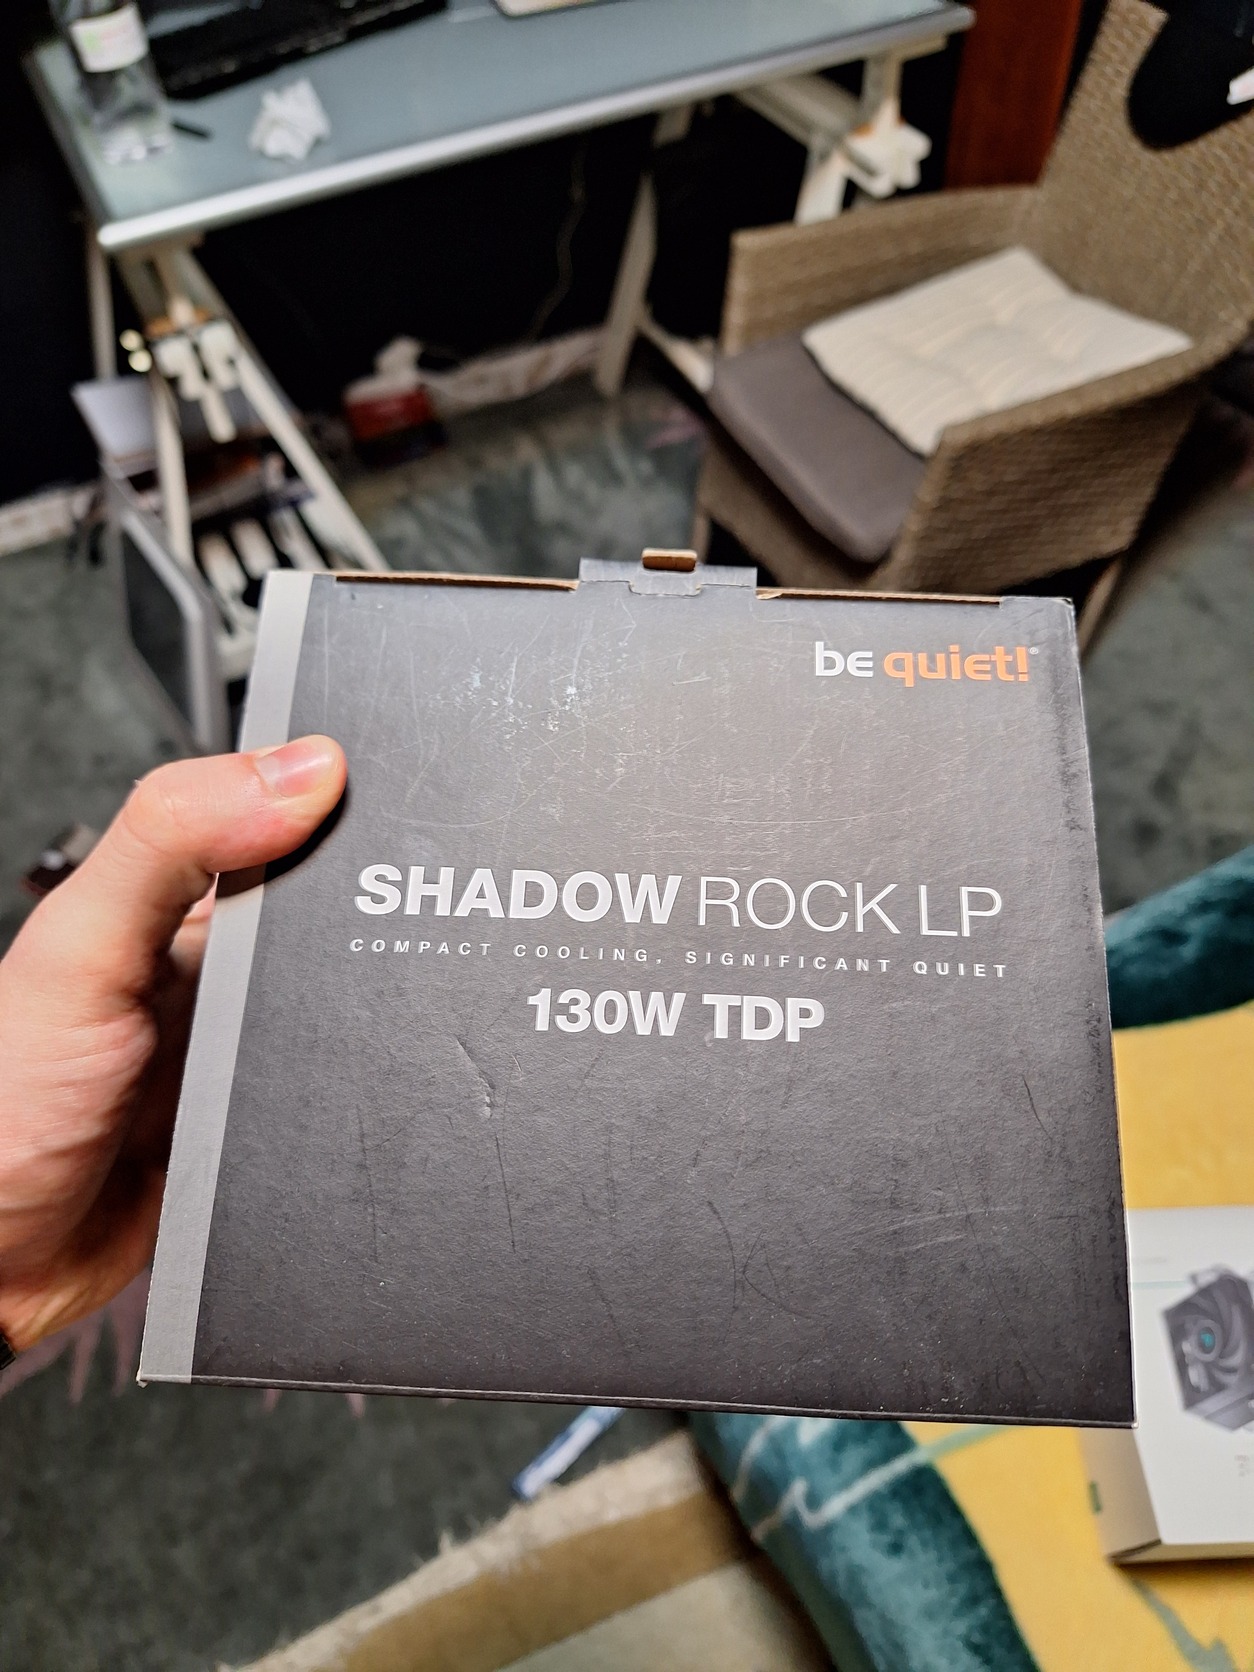 be quiet!®
SHADOW ROCK LP
COMPACT COOLING, SIGNIFICANT QUIET
130W TDP